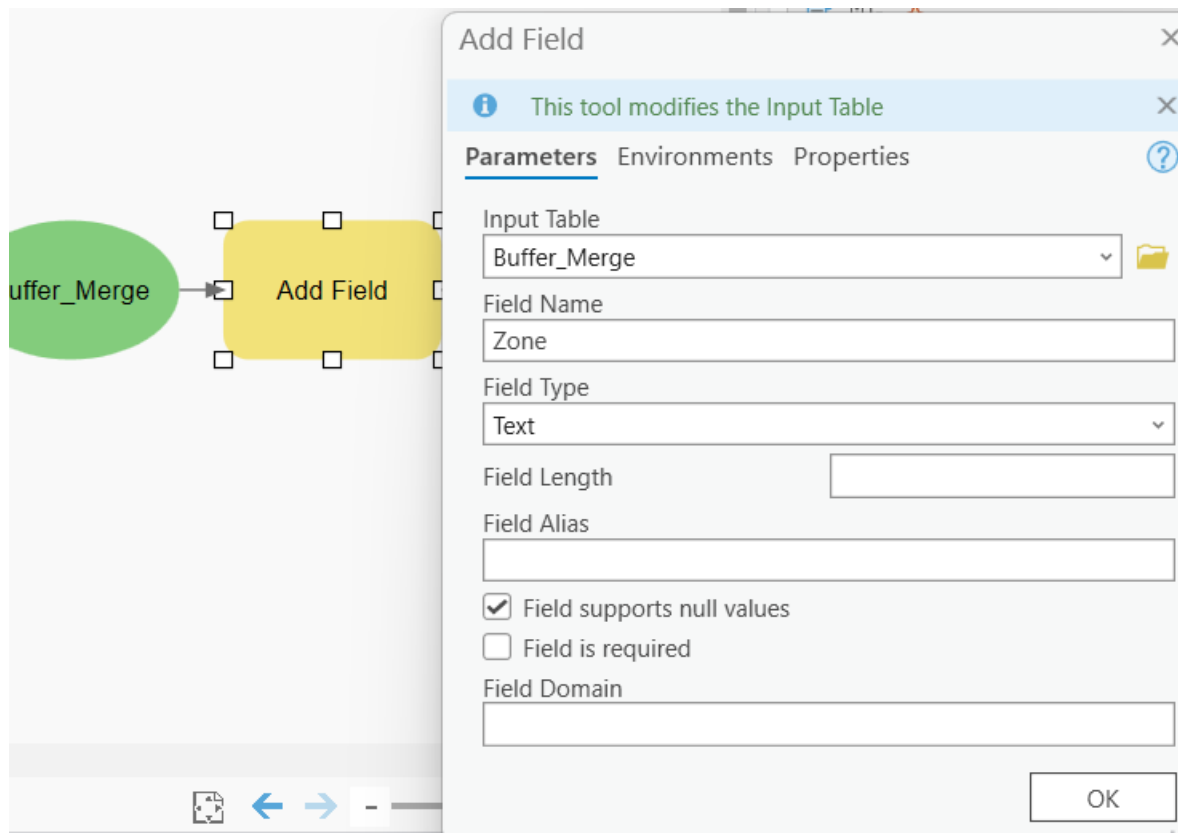 Add Field
This tool modifies the Input Table
Parameters Environments Properties
Input Table
Buffer_Merge
Field Name
Zone
Field Type
Text
Field Length
Field Alias
Field supports null values
Field is required
Field Domain
OK
uffer_Merge
Add Field